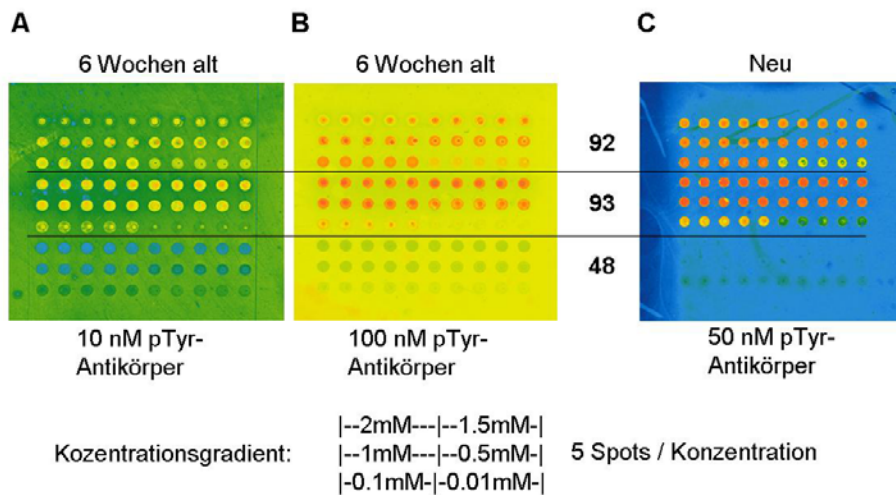 A
B
C
6 Wochen alt
6 Wochen alt
Neu
92
93
48
10 nM pTyr-
Antikörper
100 nM pTyr-
Antikörper
50 nM pTyr-
Antikörper
|--2mM---|--1.5mM-|
Kozentrationsgradient: |--1mM---|--0.5mM-| 5 Spots / Konzentration
|-0.1mM-|-0.01mM-|